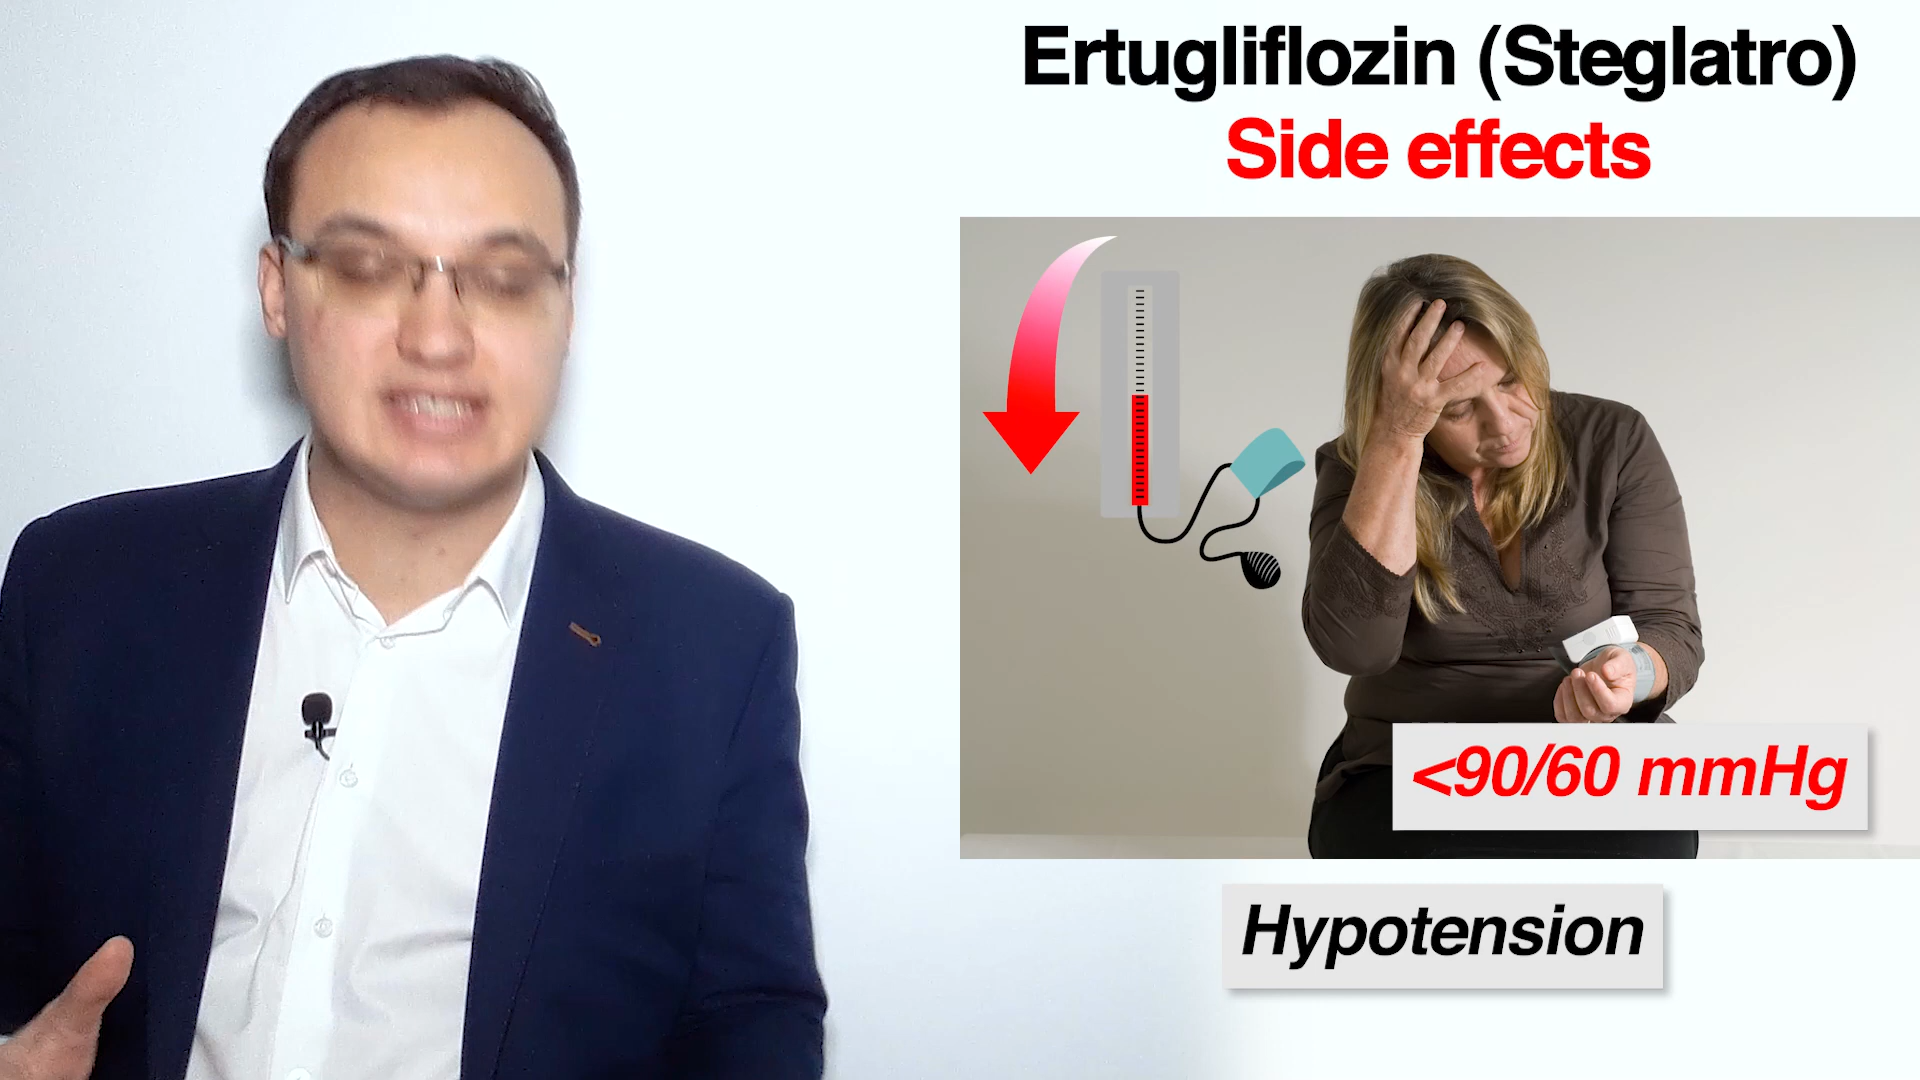 Ertugliflozin (Steglatro)
Side effects
<90/60 mmHg
Hypotension